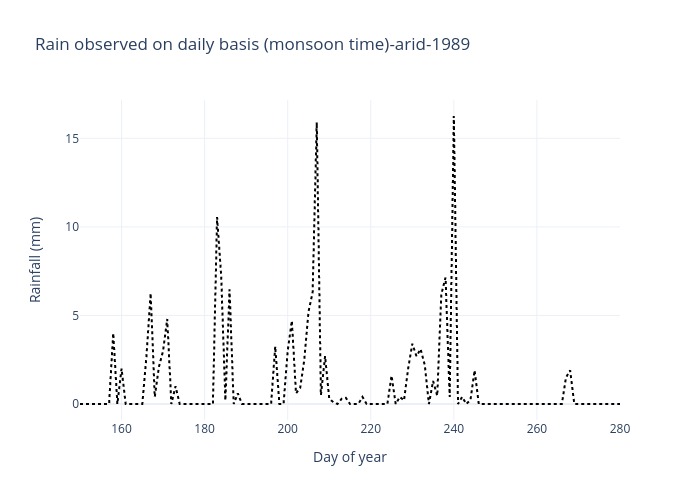 Rain observed on daily basis (monsoon time)-arid-1989
15
10
5
0
Rainfall (mm)
160 180 200 220 240 260 280
Day of year